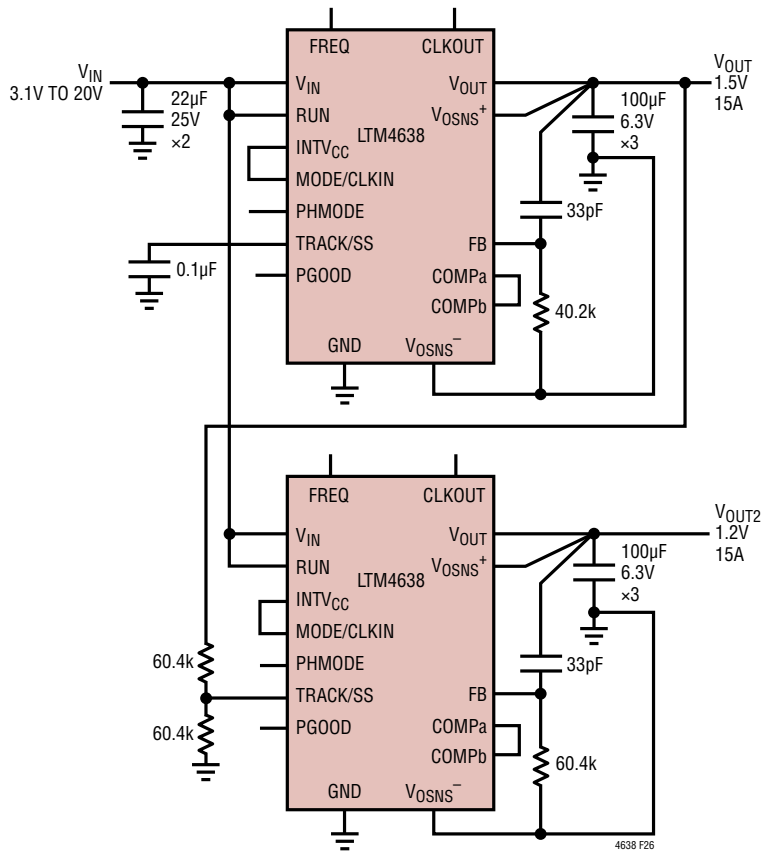 FREQ
CLKOUT
VIN
3.1V TO 20V
22µF
25V
×2
VIN
RUN
INTVCC
MODE/CLKIN
PHMODE
TRACK/SS
PGOOD
0.1µF
LTM4638
VOUT
VOSNS+
FB
COMPa
COMPb
GND
VOSNS–
33pF
40.2k
100µF
6.3V
×3
VOUT
1.5V
15A
FREQ
CLKOUT
VIN
RUN
INTVCC
MODE/CLKIN
PHMODE
TRACK/SS
PGOOD
60.4k
60.4k
LTM4638
VOUT
VOSNS+
FB
COMPa
COMPb
GND
VOSNS–
33pF
60.4k
100µF
6.3V
×3
VOUT2
1.2V
15A
4638 F26